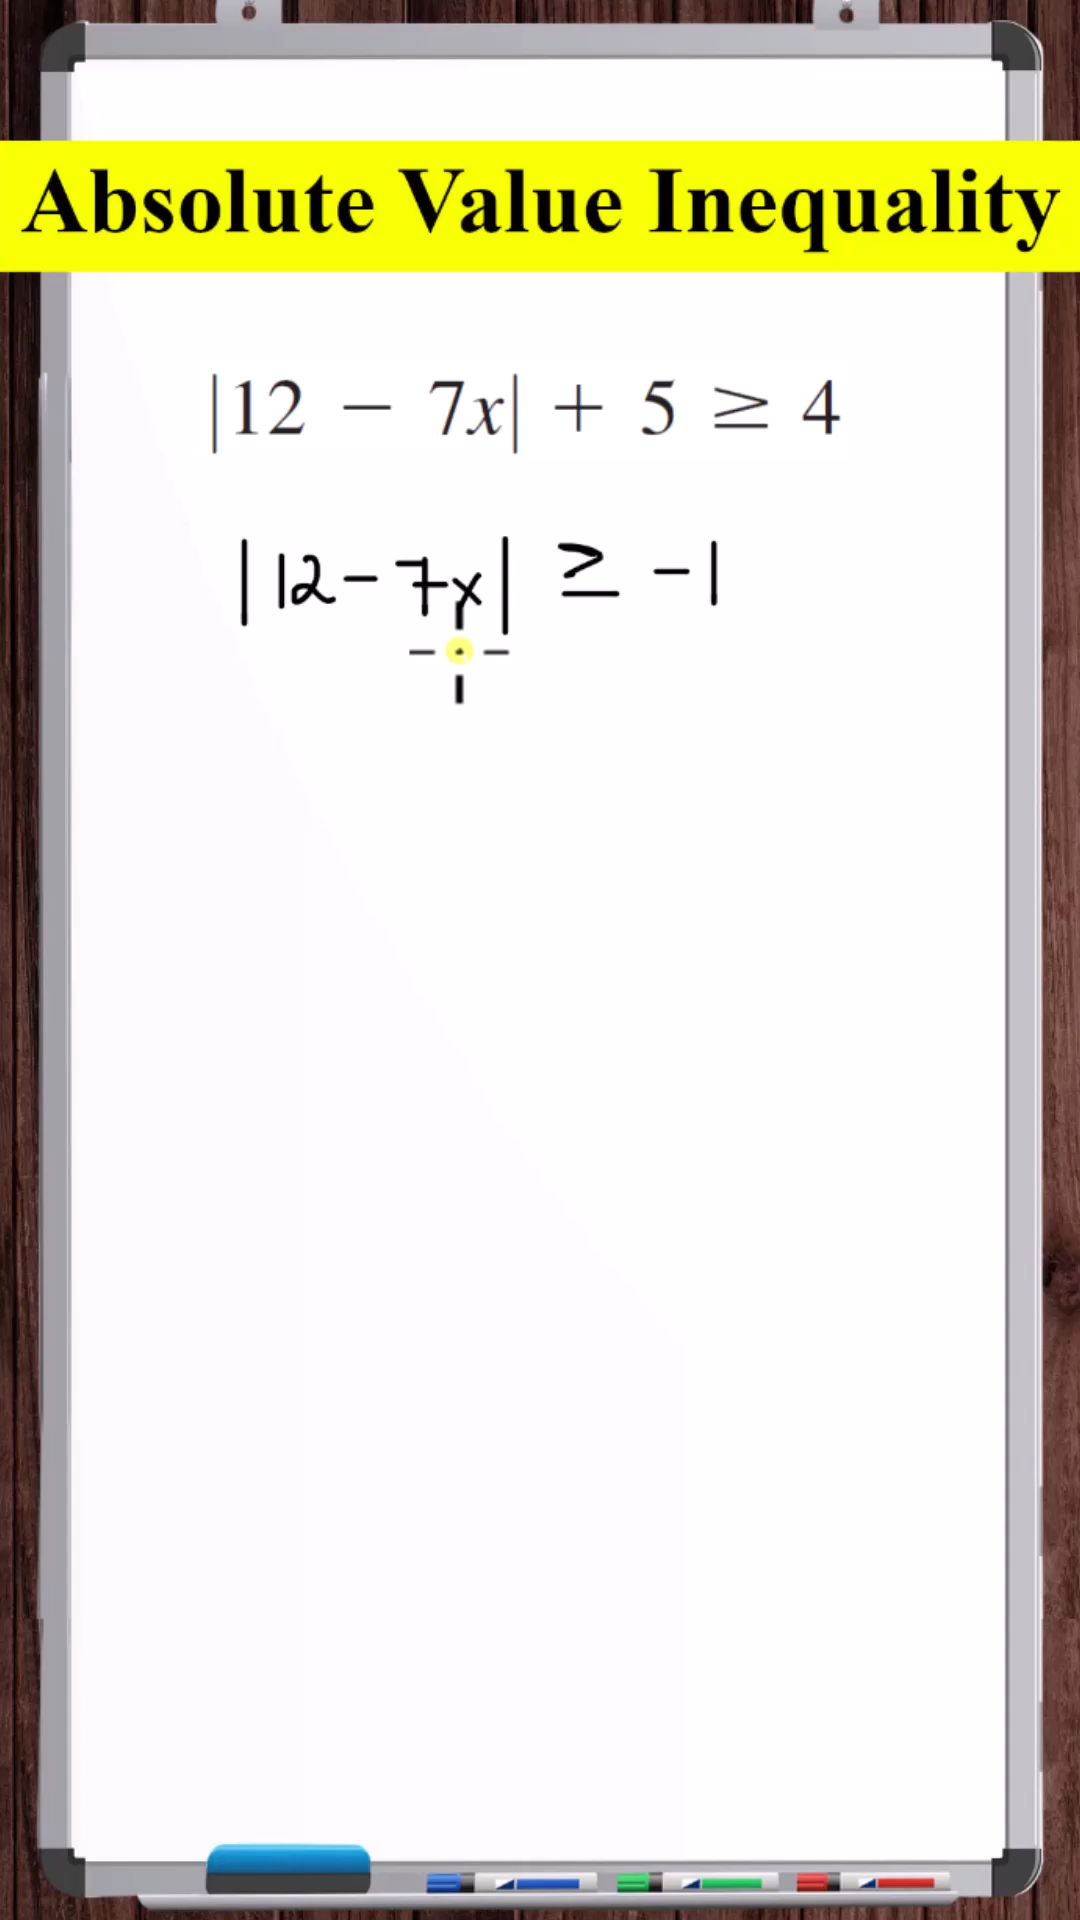 Absolute Value Inequality
|12 − 7x| + 5 ≥ 4
|12 - 7x| ≥ -1